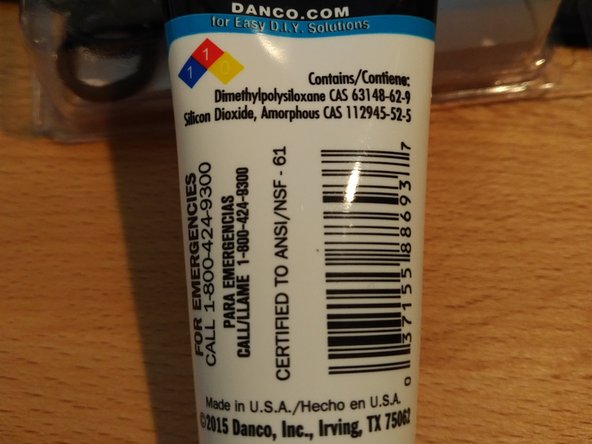 DANCO.COM
for Easy D.I.Y. Solutions
1
1 0
Contains/Contiene:
Dimethylpolysiloxane CAS 63148-62-9
Silicon Dioxide, Amorphous CAS 112945-52-5
FOR EMERGENCIES
CALL 1-800-424-9300
PARA EMERGENCIAS
CALL/LLAME 1-800-424-9300
CERTIFIED TO ANSI/NSF - 61
0 37155 88693 7
Made in U.S.A./Hecho en U.S.A.
©2015 Danco, Inc., Irving, TX 75062